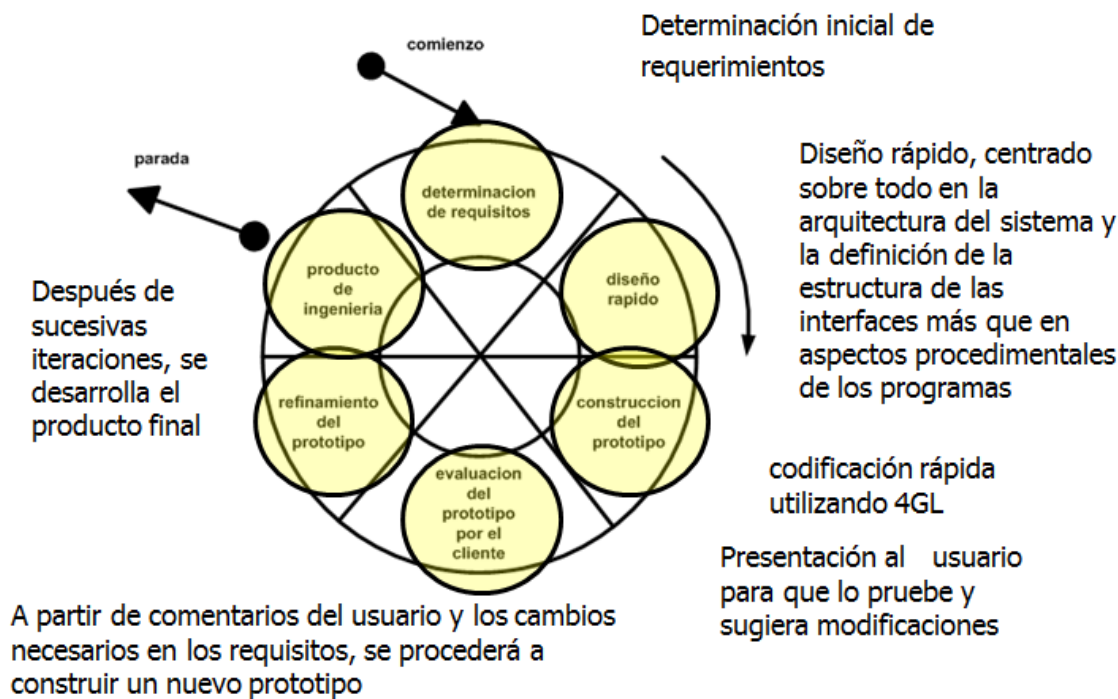 comienzo
Determinación inicial de
requerimientos
parada
determinacion
de requisitos
Diseño rápido, centrado
sobre todo en la
arquitectura del sistema y
la definición de la
estructura de las
interfaces más que en
aspectos procedimentales
de los programas
diseño
rapido
producto
de
ingenieria
Después de
sucesivas
iteraciones, se
desarrolla el
producto final
refinamiento
del
prototipo
construccion
del
prototipo
codificación rápida
utilizando 4GL
evaluacion
del
prototipo
por el
cliente
Presentación al usuario
para que lo pruebe y
sugiera modificaciones
A partir de comentarios del usuario y los cambios
necesarios en los requisitos, se procederá a
construir un nuevo prototipo